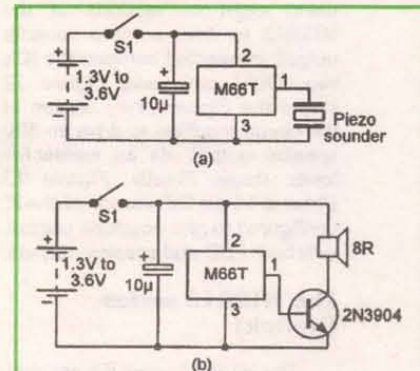 S1
+
1.3V to
3.6V
-
+
10µ
2
M66T
1
3
Piezo
sounder
(a)
S1
+
1.3V to
3.6V
-
+
10µ
2
M66T
1
3
8R
2N3904
(b)